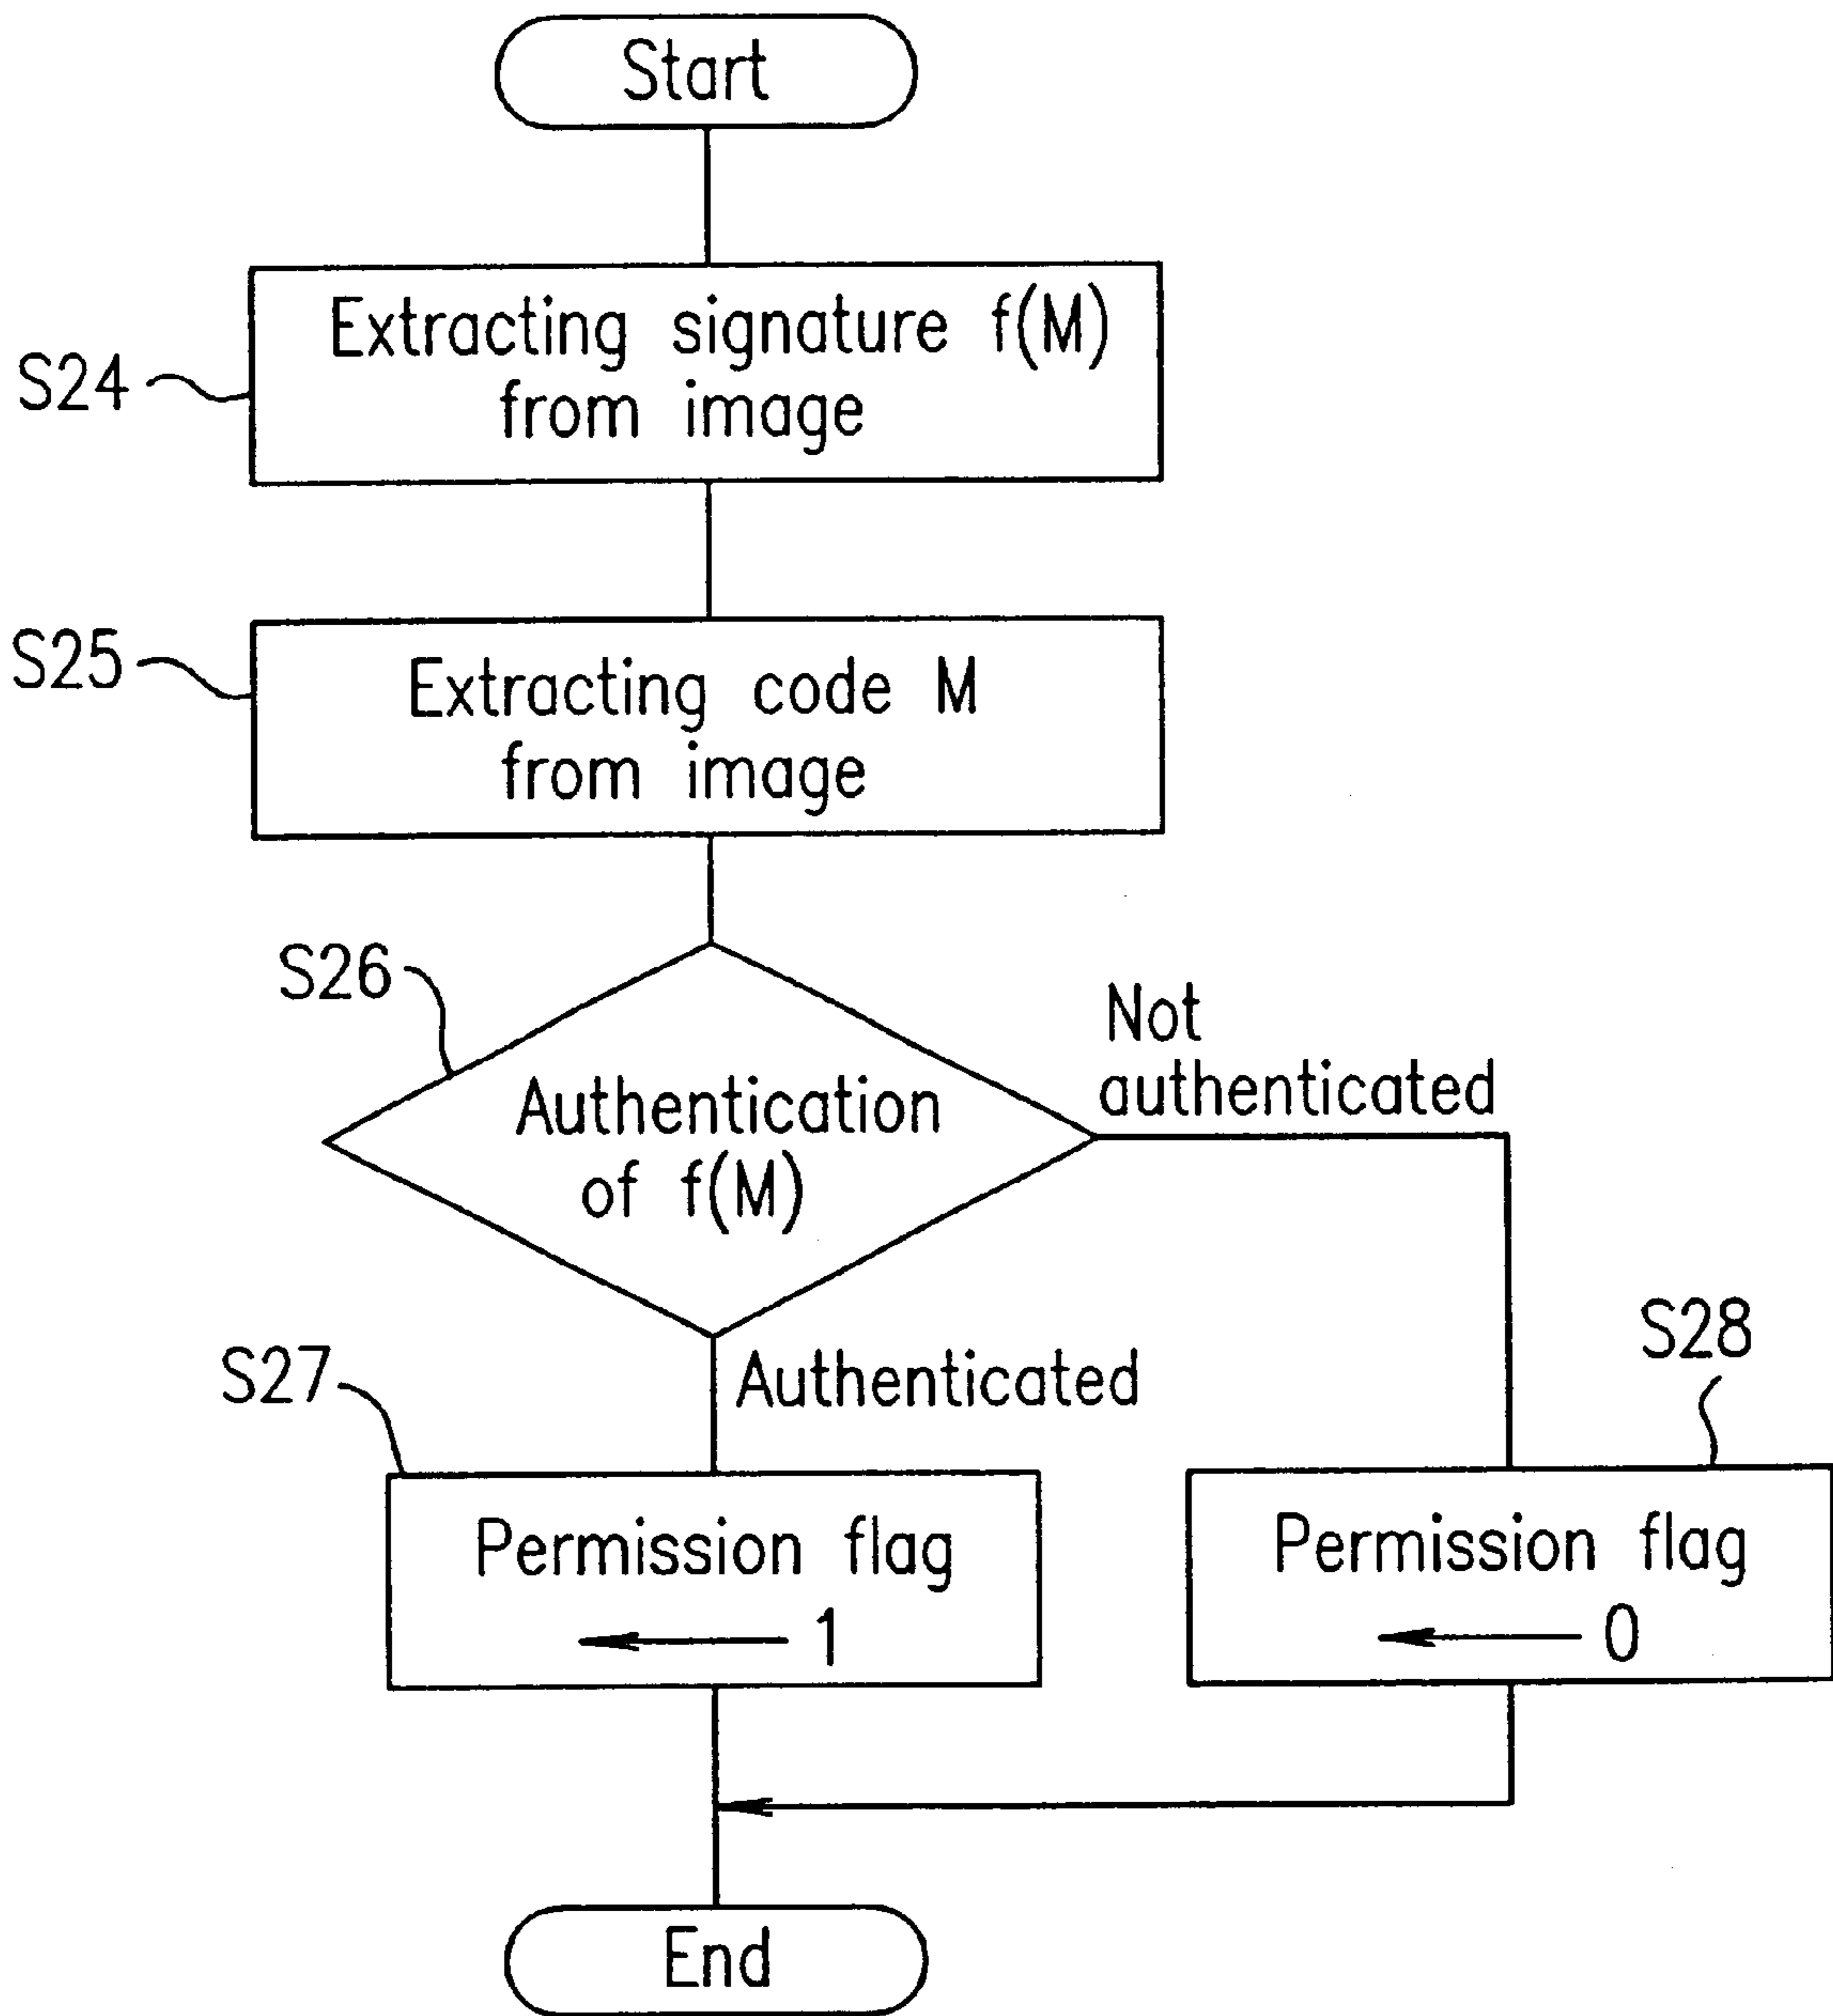 Start
S24
Extracting signature f(M)
from image
S25
Extracting code M
from image
S26
Authentication
of f(M)
Not
authenticated
Authenticated
S27
Permission flag
← 1
S28
Permission flag
← 0
End